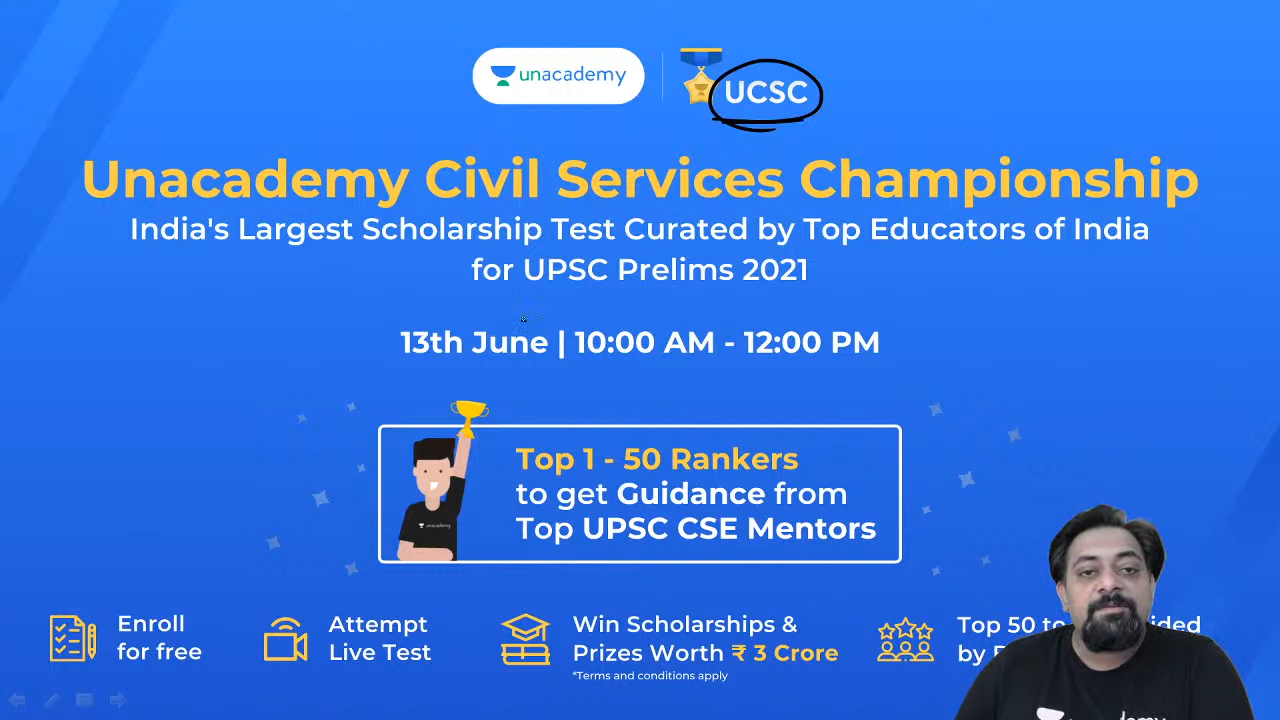 unacademy
UCSC
Unacademy Civil Services Championship
India's Largest Scholarship Test Curated by Top Educators of India
for UPSC Prelims 2021
13th June | 10:00 AM - 12:00 PM
Top 1 - 50 Rankers
to get Guidance from
Top UPSC CSE Mentors
unacademy
Enroll
for free
Attempt
Live Test
Win Scholarships &
Prizes Worth ₹ 3 Crore
*Terms and conditions apply
Top 50
by
unacademy